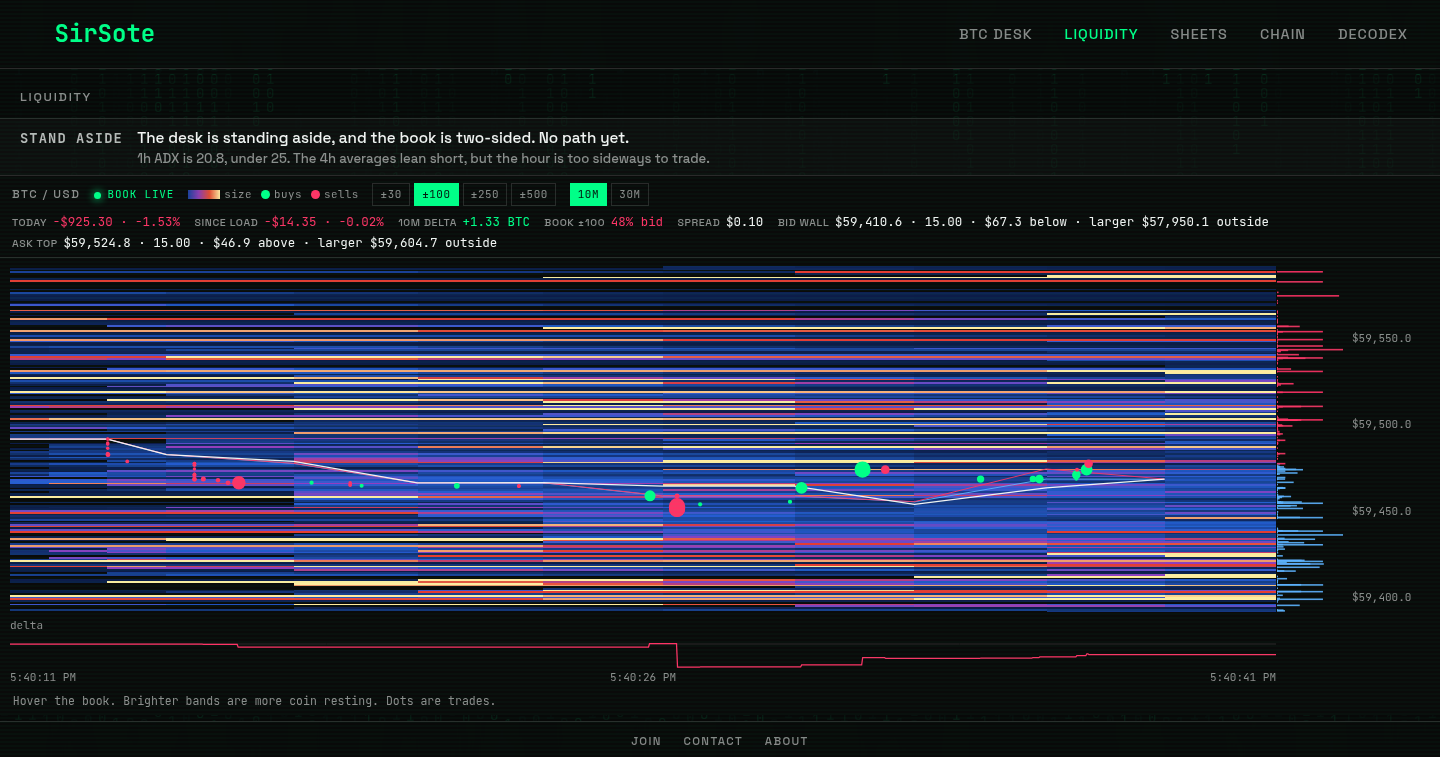 SirSote
BTC DESK LIQUIDITY SHEETS CHAIN DECODEX
LIQUIDITY
STAND ASIDE The desk is standing aside, and the book is two-sided. No path yet.
1h ADX is 20.8, under 25. The 4h averages lean short, but the hour is too sideways to trade.
BTC / USD BOOK LIVE size buys sells ±30 ±100 ±250 ±500 10M 30M
TODAY -$925.30 · -1.53% SINCE LOAD -$14.35 · -0.02% 10M DELTA +1.33 BTC BOOK ±100 48% bid SPREAD $0.10 BID WALL $59,410.6 · 15.00 · $67.3 below · larger $57,950.1 outside
ASK TOP $59,524.8 · 15.00 · $46.9 above · larger $59,604.7 outside
$59,550.0
$59,500.0
$59,450.0
$59,400.0
delta
5:40:11 PM 5:40:26 PM 5:40:41 PM
Hover the book. Brighter bands are more coin resting. Dots are trades.
JOIN CONTACT ABOUT